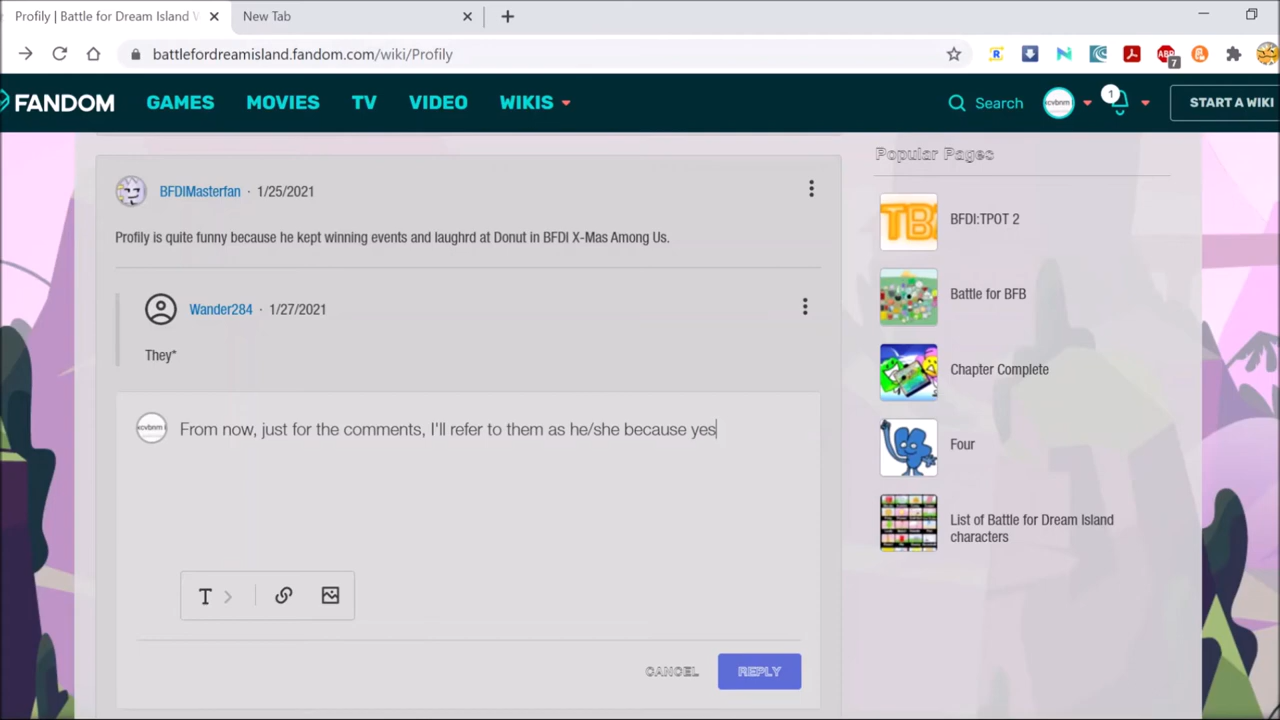 Profily | Battle for Dream Island
New Tab
battlefordreamisland.fandom.com/wiki/Profily
7
FANDOM
GAMES
MOVIES
TV
VIDEO
WIKIS
Search
cvbnm
1
START A WIKI
BFDIMasterfan · 1/25/2021
Profily is quite funny because he kept winning events and laughrd at Donut in BFDI X-Mas Among Us.
Wander284 · 1/27/2021
They*
cvbnm
From now, just for the comments, I'll refer to them as he/she because yes
T
CANCEL
REPLY
Popular Pages
BFDI:TPOT 2
Battle for BFB
Chapter Complete
Four
List of Battle for Dream Island
characters